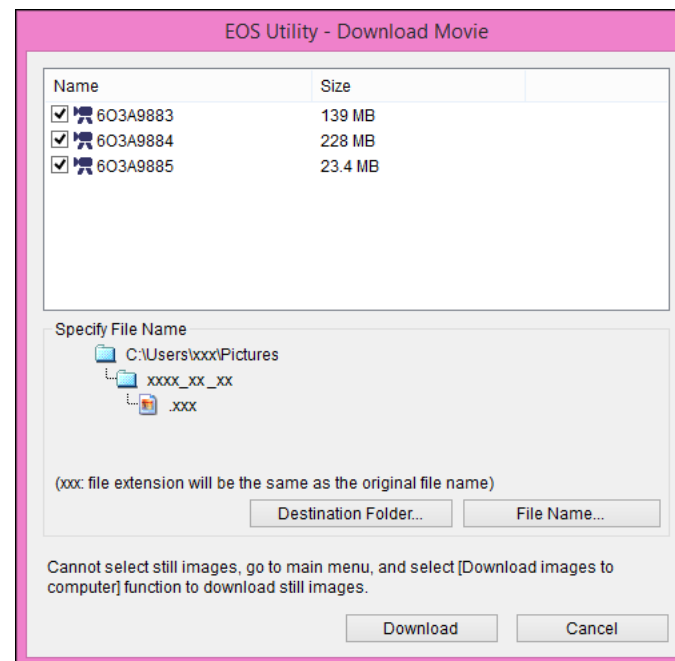 EOS Utility - Download Movie
Name Size
6O3A9883 139 MB
6O3A9884 228 MB
6O3A9885 23.4 MB
Specify File Name
C:\Users\xxx\Pictures
xxxx_xx_xx
.xxx
(xxx: file extension will be the same as the original file name)
Destination Folder... File Name...
Cannot select still images, go to main menu, and select [Download images to
computer] function to download still images.
Download Cancel